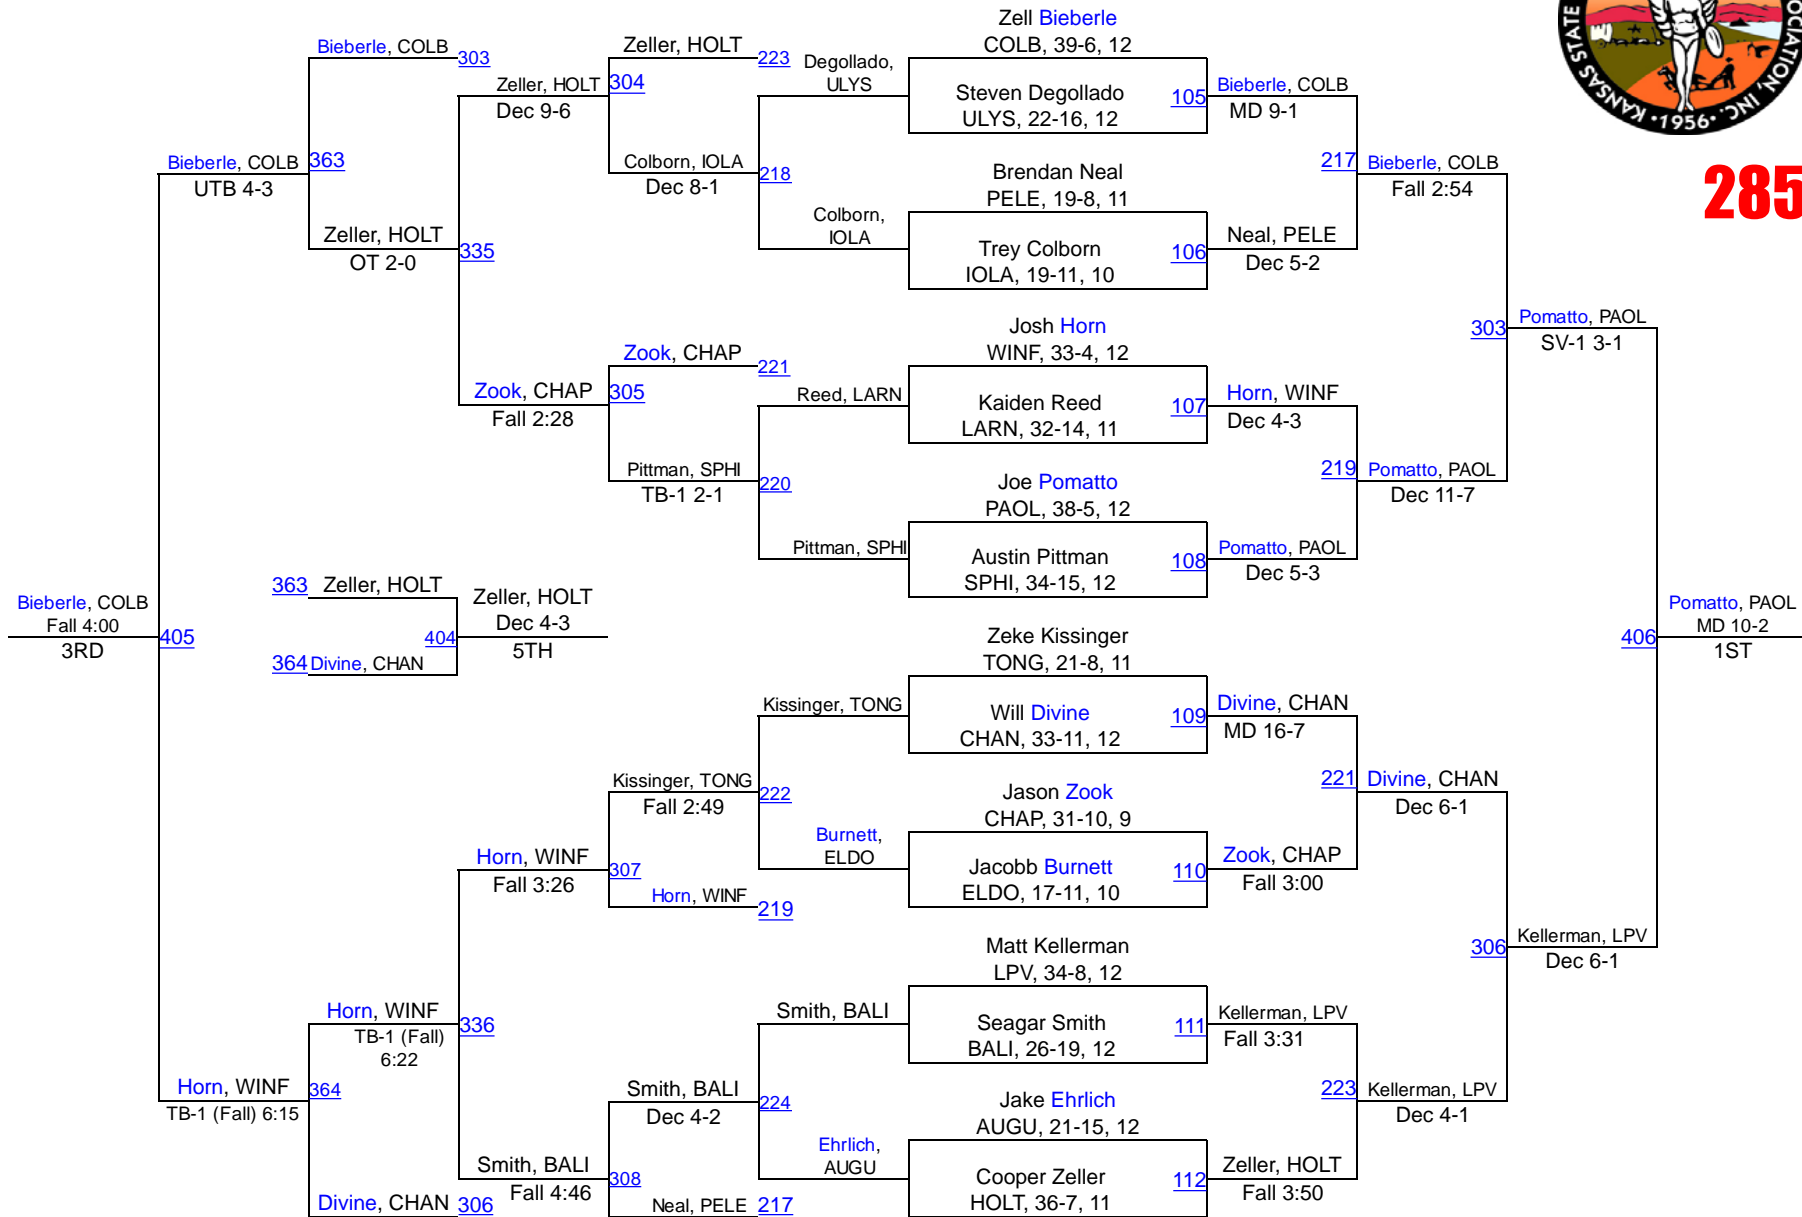 Zell Bieberle
COLB, 39-6, 12
Steven Degollado
ULYS, 22-16, 12
Brendan Neal
PELE, 19-8, 11
Trey Colborn
IOLA, 19-11, 10
Josh Horn
WINF, 33-4, 12
Kaiden Reed
LARN, 32-14, 11
Joe Pomatto
PAOL, 38-5, 12
Austin Pittman
SPHI, 34-15, 12
Zeke Kissinger
TONG, 21-8, 11
Will Divine
CHAN, 33-11, 12
Jason Zook
CHAP, 31-10, 9
Jacobb Burnett
ELDO, 17-11, 10
Matt Kellerman
LPV, 34-8, 12
Seagar Smith
BALI, 26-19, 12
Jake Ehrlich
AUGU, 21-15, 12
Cooper Zeller
HOLT, 36-7, 11
105
Bieberle, COLB
MD 9-1
106
Neal, PELE
Dec 5-2
107
Horn, WINF
Dec 4-3
108
Pomatto, PAOL
Dec 5-3
109
Divine, CHAN
MD 16-7
110
Zook, CHAP
Fall 3:00
111
Kellerman, LPV
Fall 3:31
112
Zeller, HOLT
Fall 3:50
217
Bieberle, COLB
Fall 2:54
219
Pomatto, PAOL
Dec 11-7
221
Divine, CHAN
Dec 6-1
223
Kellerman, LPV
Dec 4-1
303
Pomatto, PAOL
SV-1 3-1
306
Kellerman, LPV
Dec 6-1
406
Pomatto, PAOL
MD 10-2
1ST
Degollado,
ULYS
Colborn,
IOLA
Reed, LARN
Pittman, SPHI
Kissinger, TONG
Burnett,
ELDO
Smith, BALI
Ehrlich,
AUGU
Zeller, HOLT
223
Colborn, IOLA
Dec 8-1
218
Zook, CHAP
221
Pittman, SPHI
TB-1 2-1
220
Kissinger, TONG
Fall 2:49
222
Horn, WINF
219
Smith, BALI
Dec 4-2
224
Neal, PELE
217
Zeller, HOLT
Dec 9-6
304
Zook, CHAP
Fall 2:28
305
Horn, WINF
Fall 3:26
307
Smith, BALI
Fall 4:46
308
Bieberle, COLB
303
Zeller, HOLT
OT 2-0
335
Horn, WINF
TB-1 (Fall)
6:22
336
Divine, CHAN
306
Bieberle, COLB
UTB 4-3
363
Horn, WINF
TB-1 (Fall) 6:15
364
363
Zeller, HOLT
364
Divine, CHAN
404
Zeller, HOLT
Dec 4-3
5TH
Bieberle, COLB
Fall 4:00
3RD
405
KANSAS STATE
OCIATION, INC.
•1956•
285